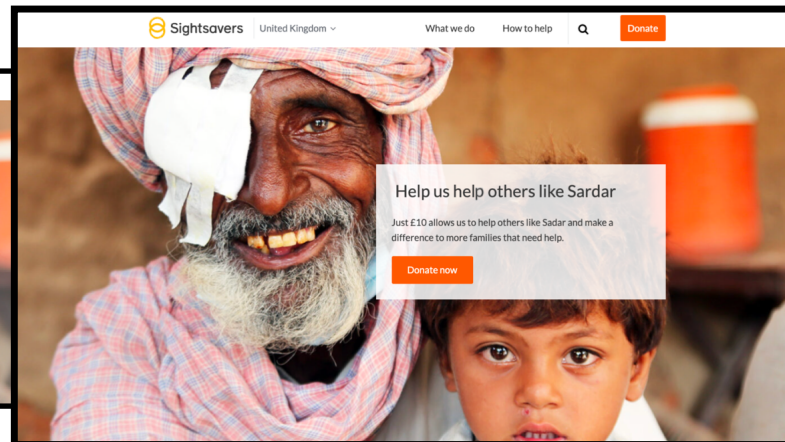 Sightsavers
United Kingdom
What we do
How to help
Donate
Help us help others like Sardar
Just £10 allows us to help others like Sadar and make a
difference to more families that need help.
Donate now